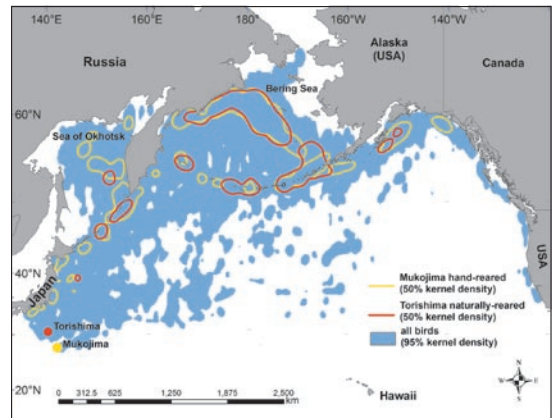 140°E
160°E
180°
160°W
140°W
Russia
Alaska
(USA)
Canada
Bering Sea
60°N
Sea of Okhotsk
40°N
Japan
USA
Mukojima hand-reared
(50% kernel density)
Torishima naturally-reared
(50% kernel density)
all birds
(95% kernel density)
Torishima
Mukojima
N
W
E
S
0 312.5 625 1,250 1,875 2,500
km
Hawaii
20°N